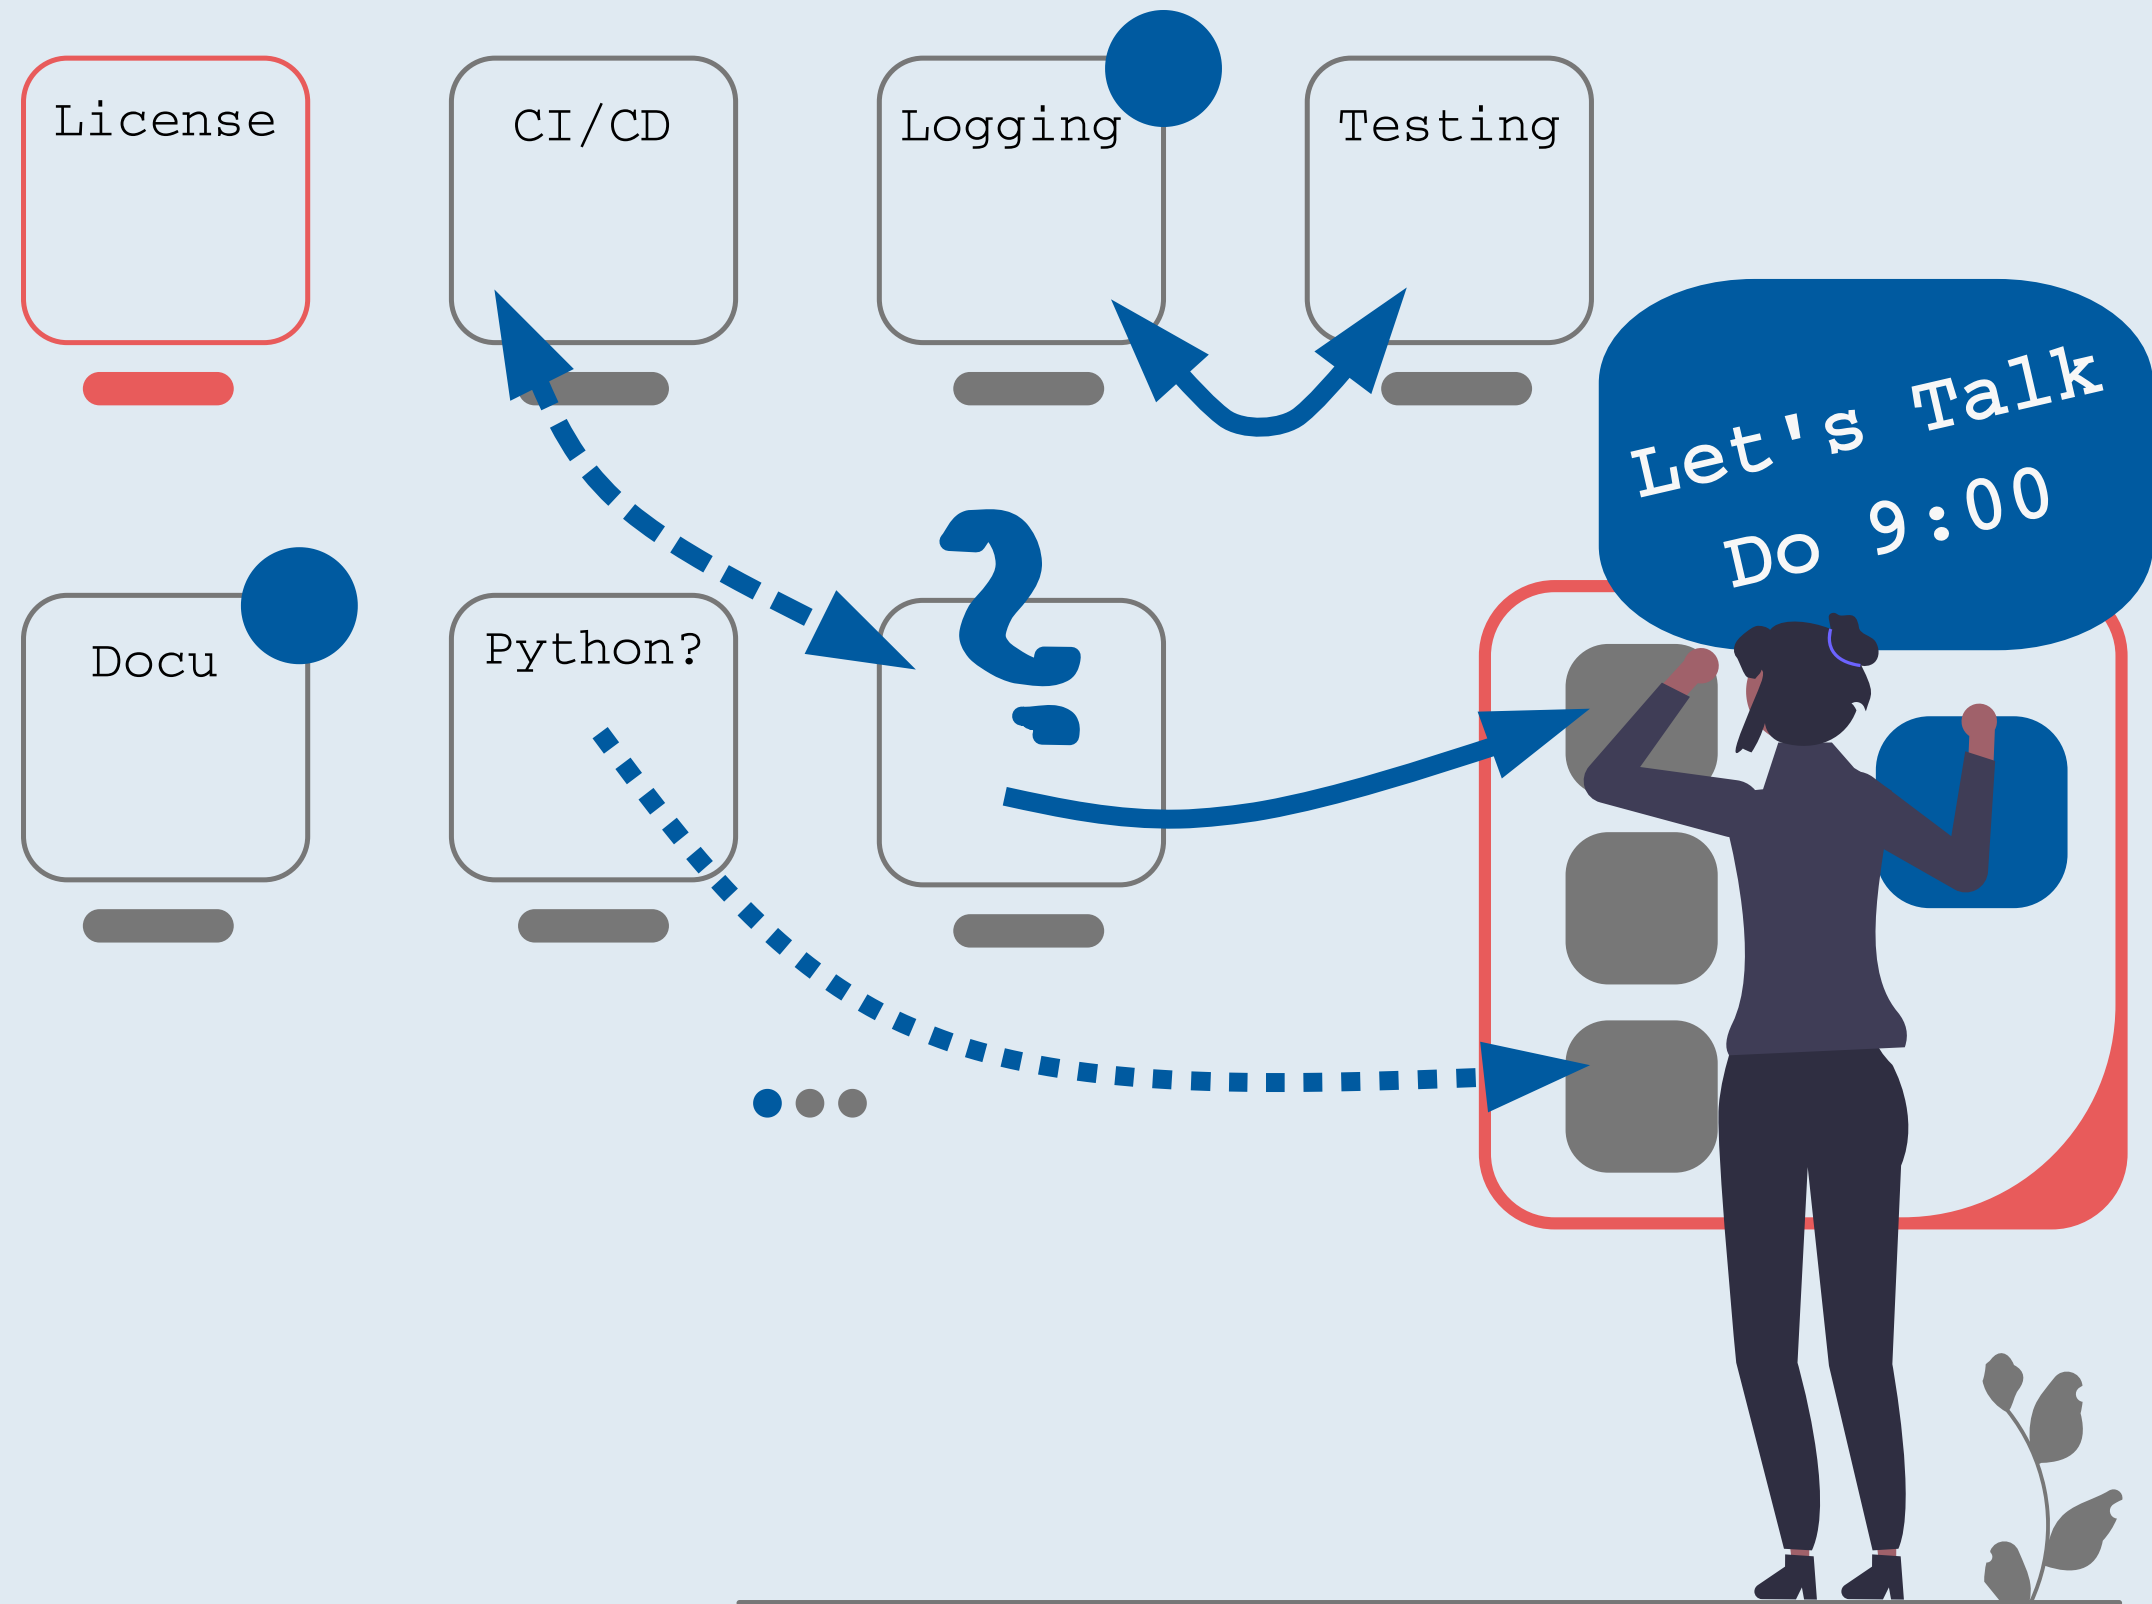 License
CI/CD
Logging
Testing
Let's Talk
Do 9:00
Docu
Python?
?